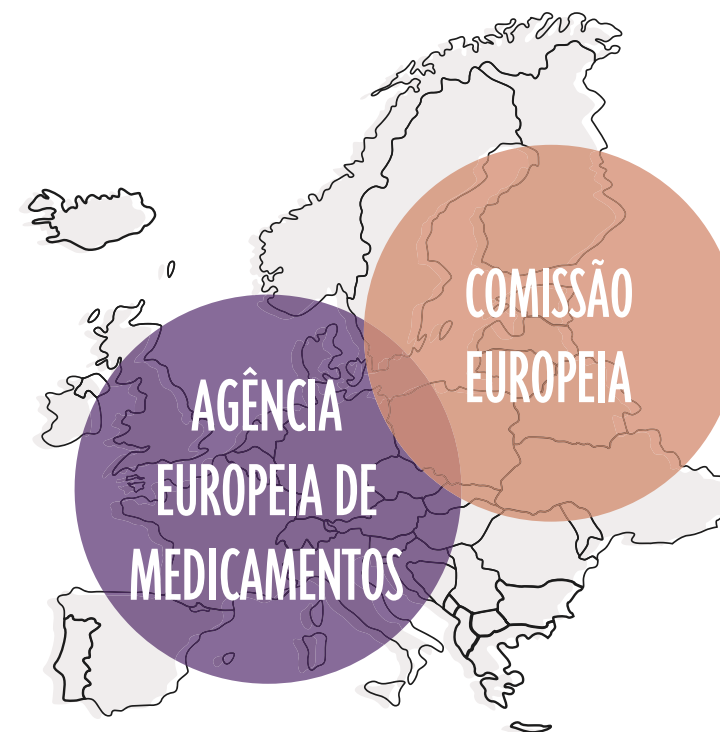 COMISSÃO
EUROPEIA
AGÊNCIA
EUROPEIA DE
MEDICAMENTOS